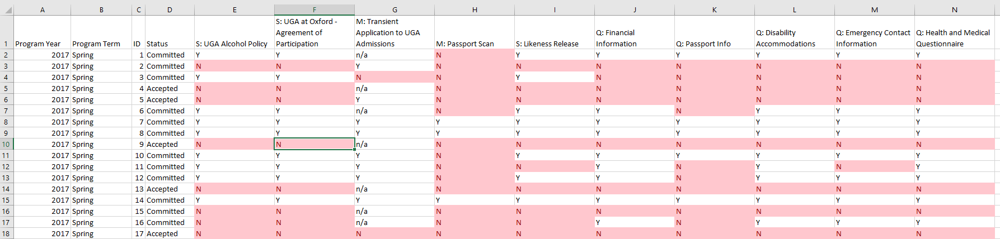 A B C D E F G H I J K L M N
1 Program Year Program Term ID Status S: UGA Alcohol Policy S: UGA at Oxford - Agreement of Participation M: Transient Application to UGA Admissions M: Passport Scan S: Likeness Release Q: Financial Information Q: Passport Info Q: Disability Accommodations Q: Emergency Contact Information Q: Health and Medical Questionnaire
2 2017 Spring 1 Committed Y Y n/a N Y Y Y Y Y Y
3 2017 Spring 2 Committed N N Y N N N N N N N
4 2017 Spring 3 Committed Y Y N N Y N N N N N
5 2017 Spring 4 Accepted N N n/a N N N N N N N
6 2017 Spring 5 Accepted N N Y N N N N N N N
7 2017 Spring 6 Committed Y Y n/a N Y Y N Y Y Y
8 2017 Spring 7 Committed Y Y Y Y Y Y Y Y Y Y
9 2017 Spring 8 Committed Y Y Y Y Y Y Y Y Y Y
10 2017 Spring 9 Accepted N N n/a N N N N N N N
11 2017 Spring 10 Committed Y Y Y N Y Y Y Y Y Y
12 2017 Spring 11 Committed Y Y Y N N Y N Y N Y
13 2017 Spring 12 Committed Y Y Y N Y Y N Y Y Y
14 2017 Spring 13 Accepted N N n/a N N N N N N N
15 2017 Spring 14 Committed Y Y Y Y Y Y Y Y Y Y
16 2017 Spring 15 Committed N N n/a N N N N N N N
17 2017 Spring 16 Committed N N n/a N N Y N Y Y Y
18 2017 Spring 17 Accepted N N N N N N N N N N